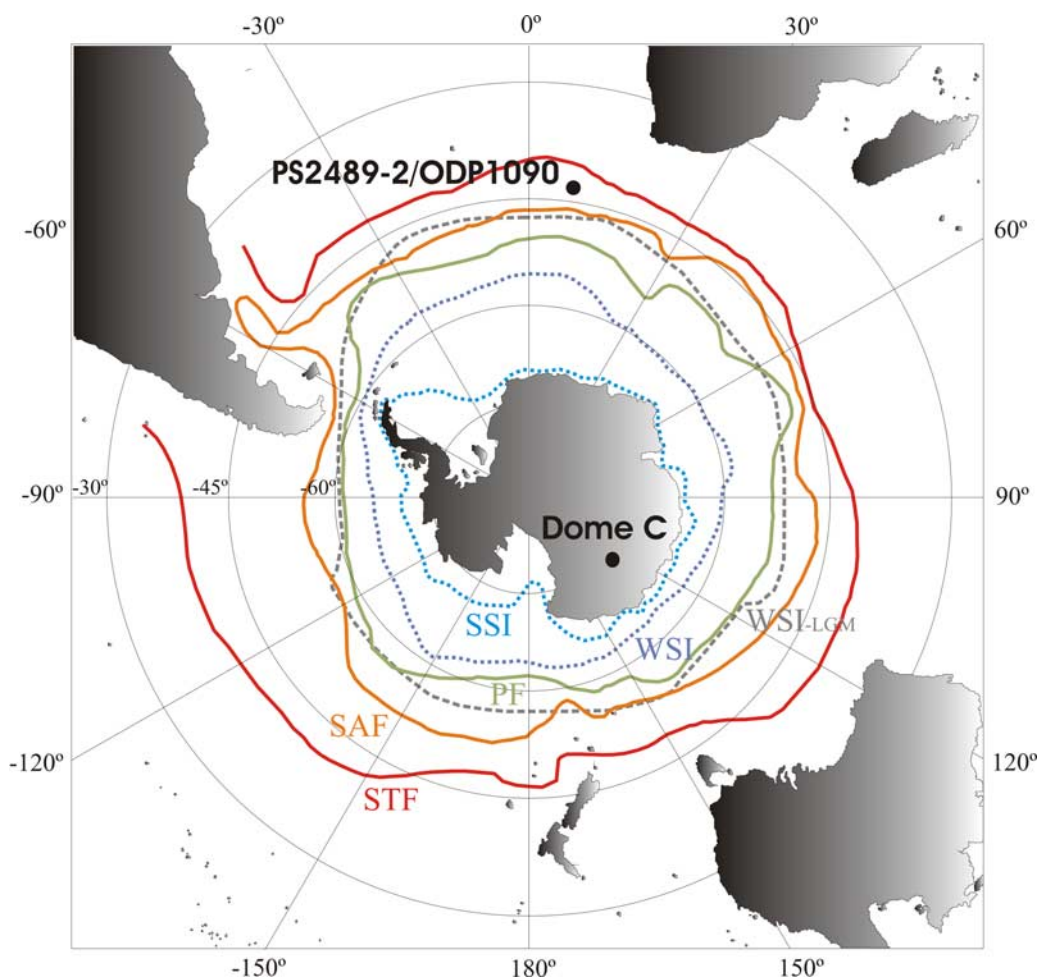 -30º 0º 30º
PS2489-2/ODP1090
-60º 60º
-90º -30º -45º -60º 90º
Dome C
SSI WSI WSI-LGM
PF
SAF
-120º 120º
STF
-150º 180º 150º